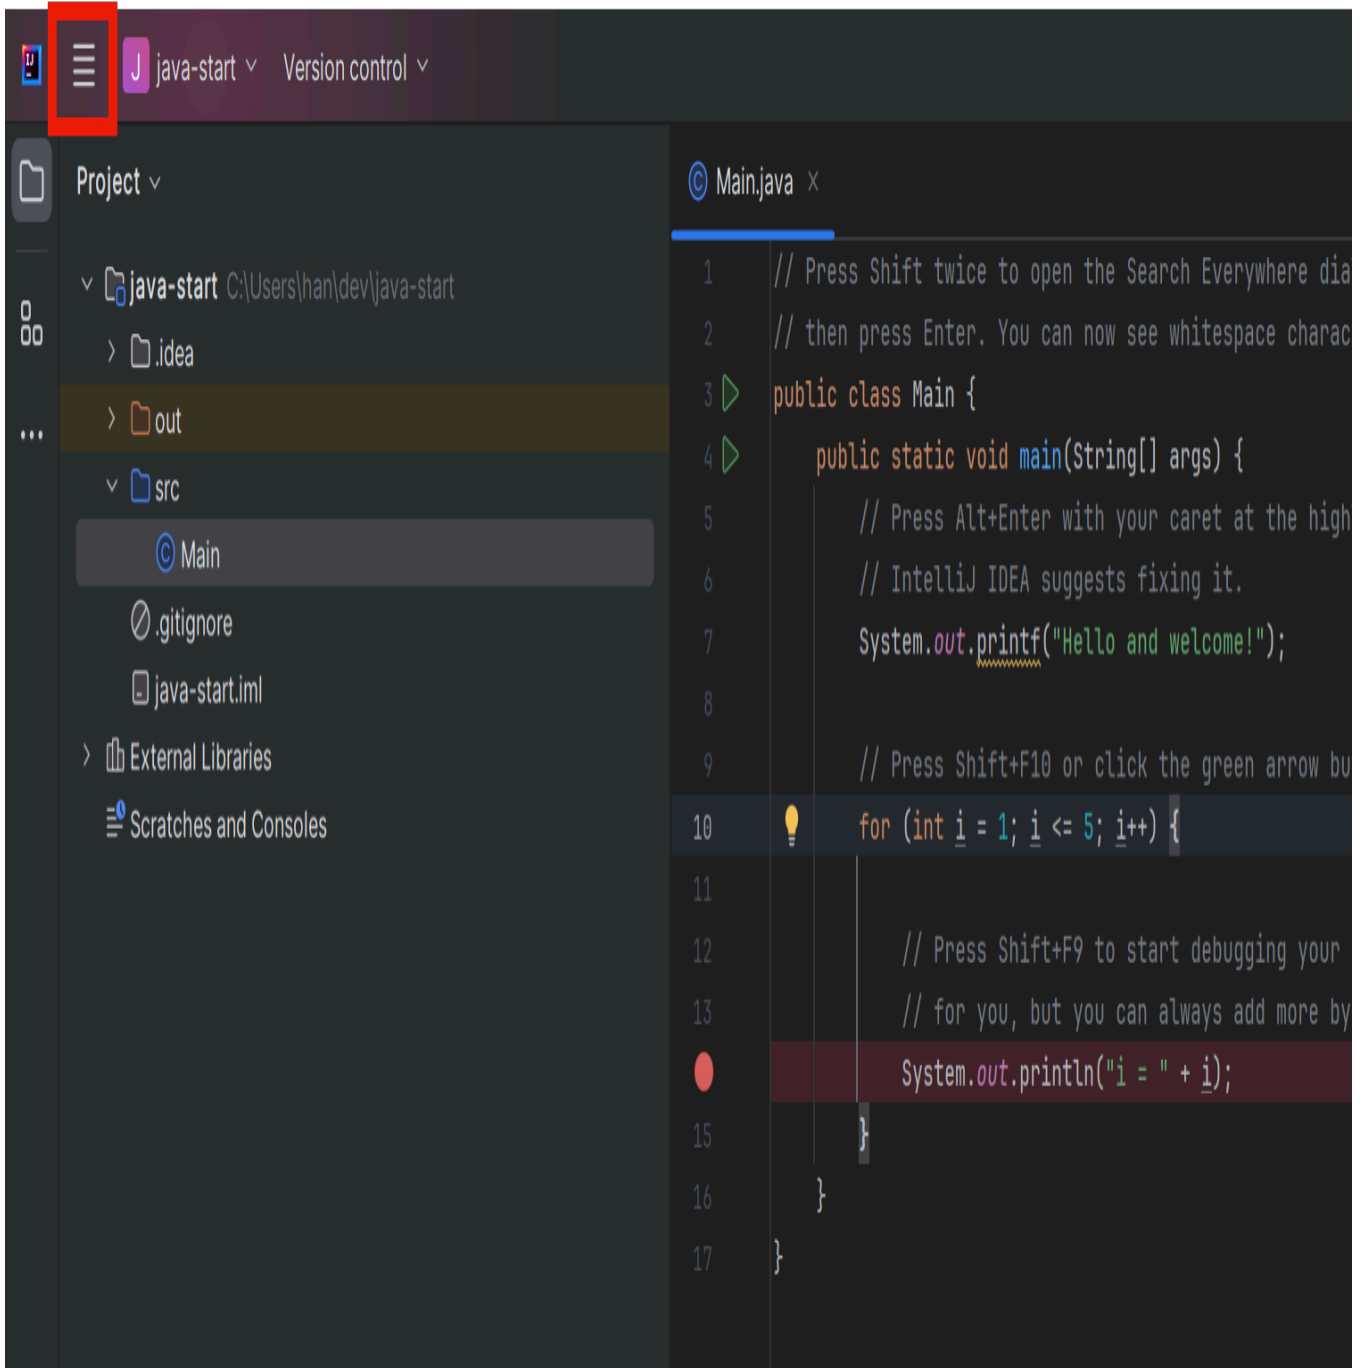 IJ
J java-start Version control
Project
Main.java
java-start C:\Users\han\dev\java-start
.idea
out
src
Main
.gitignore
java-start.iml
External Libraries
Scratches and Consoles
1 // Press Shift twice to open the Search Everywhere dia
2 // then press Enter. You can now see whitespace charac
3 public class Main {
4 public static void main(String[] args) {
5 // Press Alt+Enter with your caret at the high
6 // IntelliJ IDEA suggests fixing it.
7 System.out.printf("Hello and welcome!");
8
9 // Press Shift+F10 or click the green arrow bu
10 for (int i = 1; i <= 5; i++) {
11
12 // Press Shift+F9 to start debugging your
13 // for you, but you can always add more by
System.out.println("i = " + i);
15 }
16 }
17 }